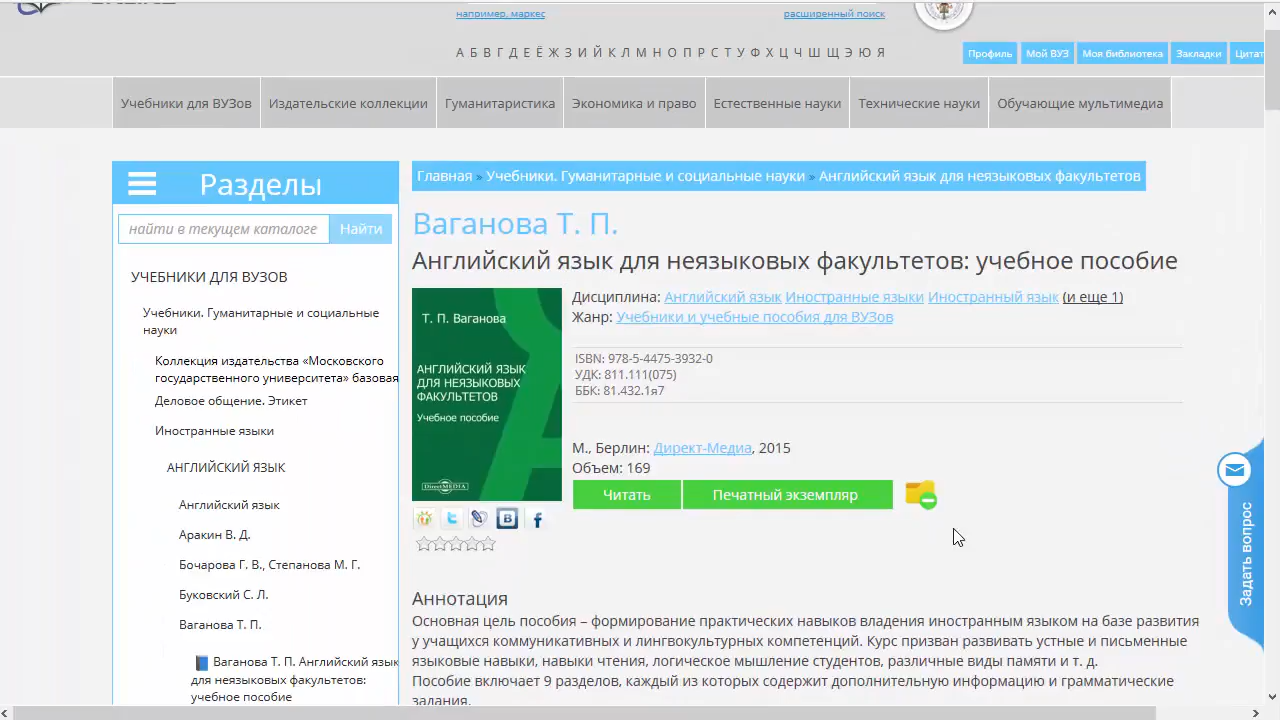 например, маркес
расширенный поиск
А Б В Г Д Е Ё Ж З И Й К Л М Н О П Р С Т У Ф Х Ц Ч Ш Щ Э Ю Я
Профиль Мой ВУЗ Моя библиотека Закладки Цитат
Учебники для ВУЗов Издательские коллекции Гуманитаристика Экономика и право Естественные науки Технические науки Обучающие мультимедиа
Разделы
найти в текущем каталоге Найти
УЧЕБНИКИ ДЛЯ ВУЗОВ
Учебники. Гуманитарные и социальные
науки
Коллекция издательства «Московского
государственного университета» базовая
Деловое общение. Этикет
Иностранные языки
АНГЛИЙСКИЙ ЯЗЫК
Английский язык
Аракин В. Д.
Бочарова Г. В., Степанова М. Г.
Буковский С. Л.
Ваганова Т. П.
Ваганова Т. П. Английский язык
для неязыковых факультетов:
учебное пособие
Главная » Учебники. Гуманитарные и социальные науки » Английский язык для неязыковых факультетов
Ваганова Т. П.
Английский язык для неязыковых факультетов: учебное пособие
Т. П. Ваганова
АНГЛИЙСКИЙ ЯЗЫК
ДЛЯ НЕЯЗЫКОВЫХ
ФАКУЛЬТЕТОВ
Учебное пособие
DirectMEDIA
Дисциплина: Английский язык Иностранные языки Иностранный язык (и еще 1)
Жанр: Учебники и учебные пособия для ВУЗов
ISBN: 978-5-4475-3932-0
УДК: 811.111(075)
ББК: 81.432.1я7
М., Берлин: Директ-Медиа, 2015
Объем: 169
Читать Печатный экземпляр
Аннотация
Основная цель пособия – формирование практических навыков владения иностранным языком на базе развития
у учащихся коммуникативных и лингвокультурных компетенций. Курс призван развивать устные и письменные
языковые навыки, навыки чтения, логическое мышление студентов, различные виды памяти и т. д.
Пособие включает 9 разделов, каждый из которых содержит дополнительную информацию и грамматические
задания.
Задать вопрос